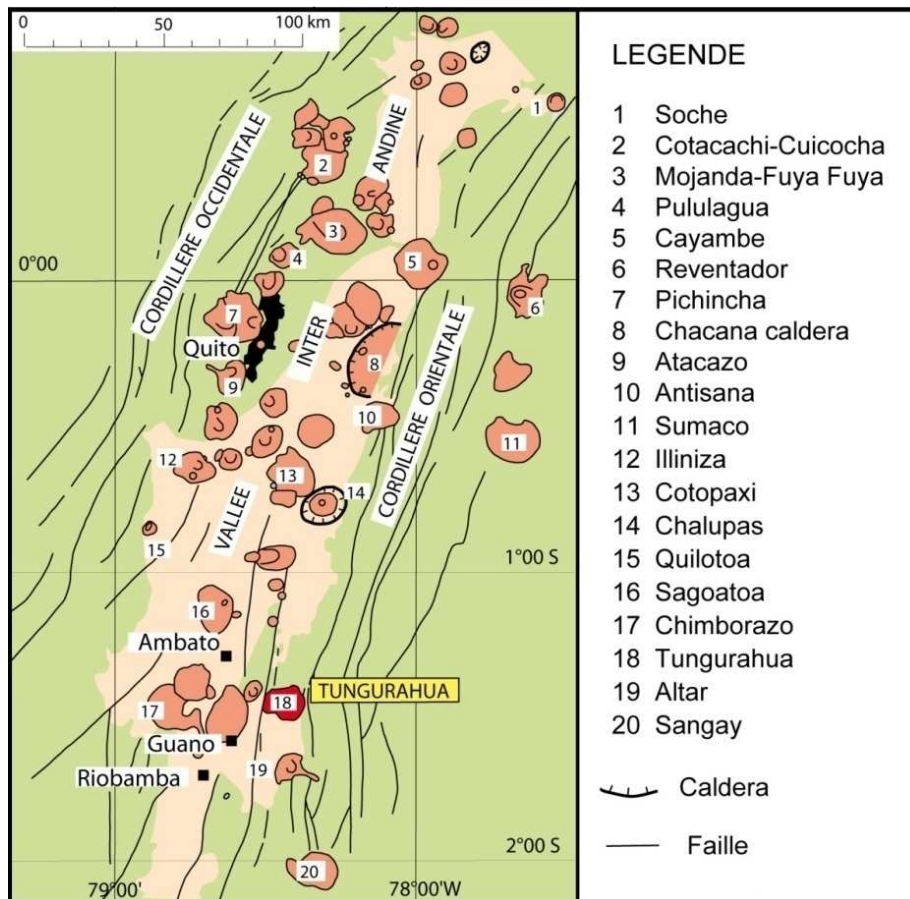 0 50 100 km
1
ANDINE
2
CORDILLERE OCCIDENTALE
3
4
5
0°00
6
7
Quito
INTER
8
9
CORDILLERE ORIENTALE
10
11
12
13
14
VALLEE
15
1°00 S
16
Ambato
TUNGURAHUA
18
17
Guano
19
Riobamba
2°00 S
20
79°00'
78°00'W
LEGENDE
1 Soche
2 Cotacachi-Cuicocha
3 Mojanda-Fuya Fuya
4 Pululagua
5 Cayambe
6 Reventador
7 Pichincha
8 Chacana caldera
9 Atacazo
10 Antisana
11 Sumaco
12 Illiniza
13 Cotopaxi
14 Chalupas
15 Quilotoa
16 Sagoatoa
17 Chimborazo
18 Tungurahua
19 Altar
20 Sangay
Caldera
Faille